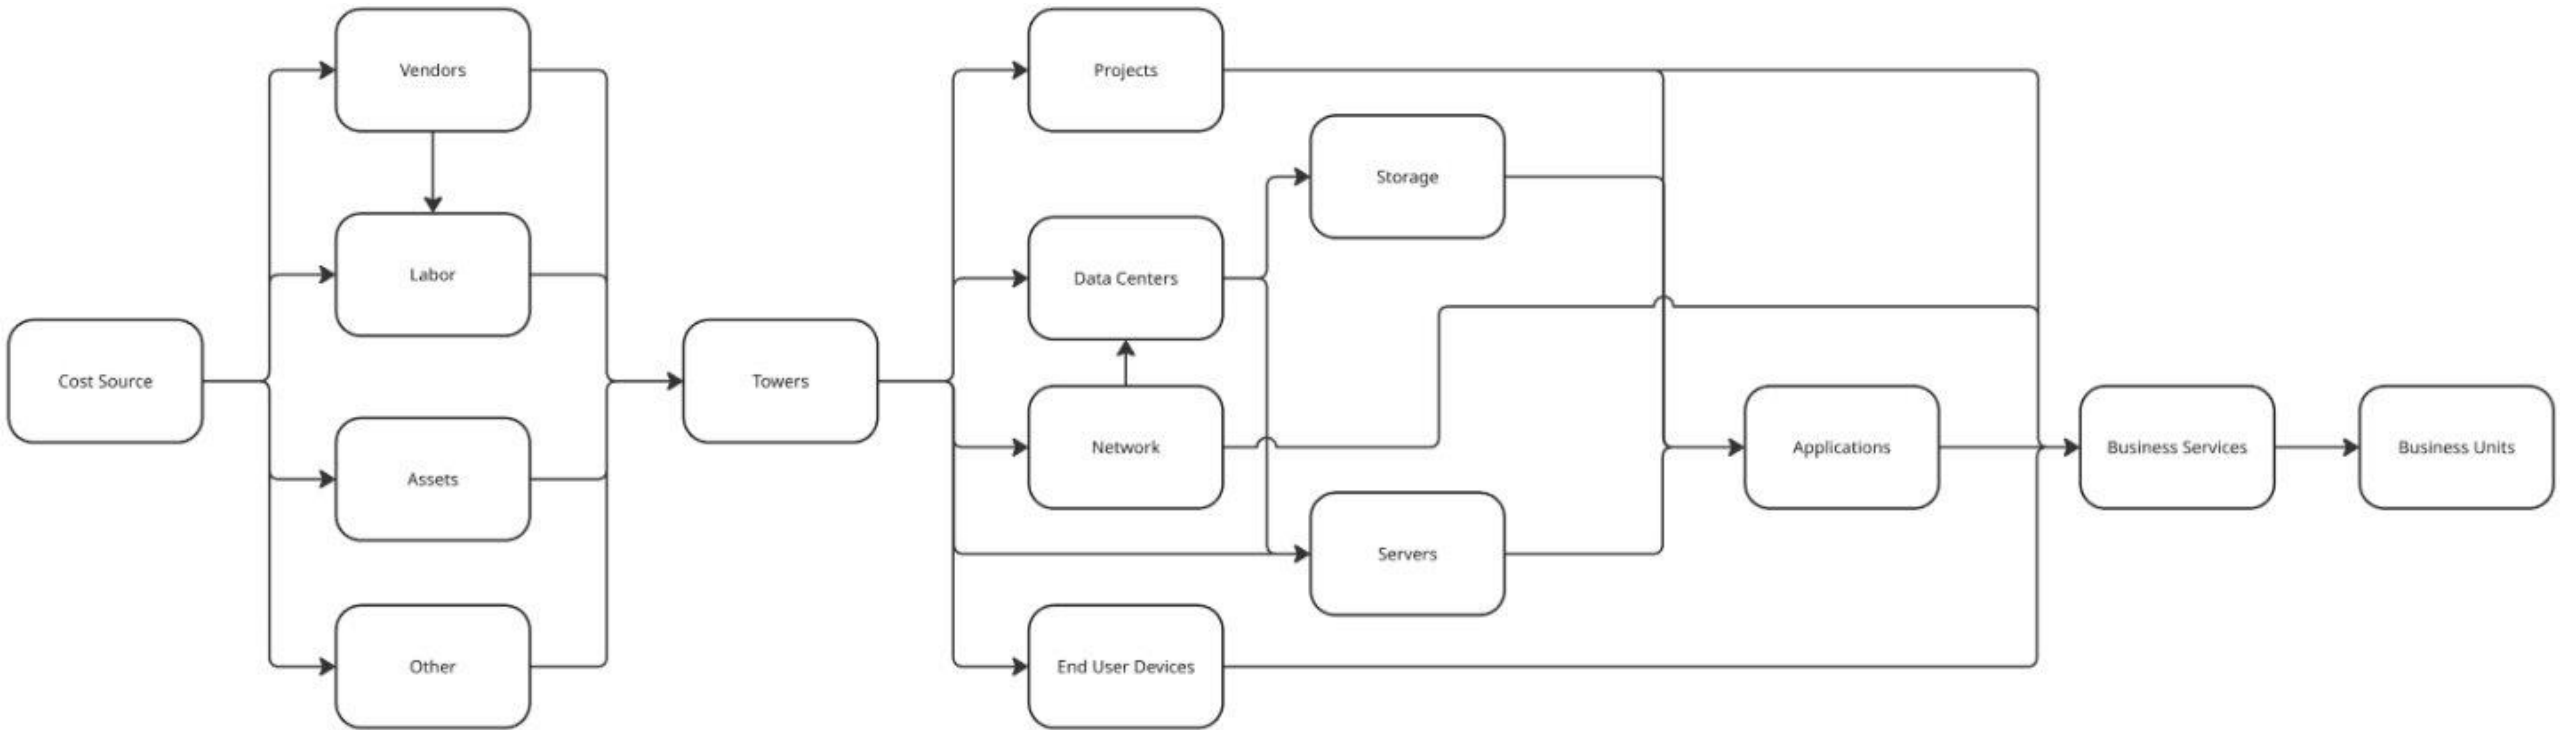 Vendors
Projects
Storage
Labor
Data Centers
Cost Source
Towers
Network
Applications
Business Services
Business Units
Assets
Servers
Other
End User Devices